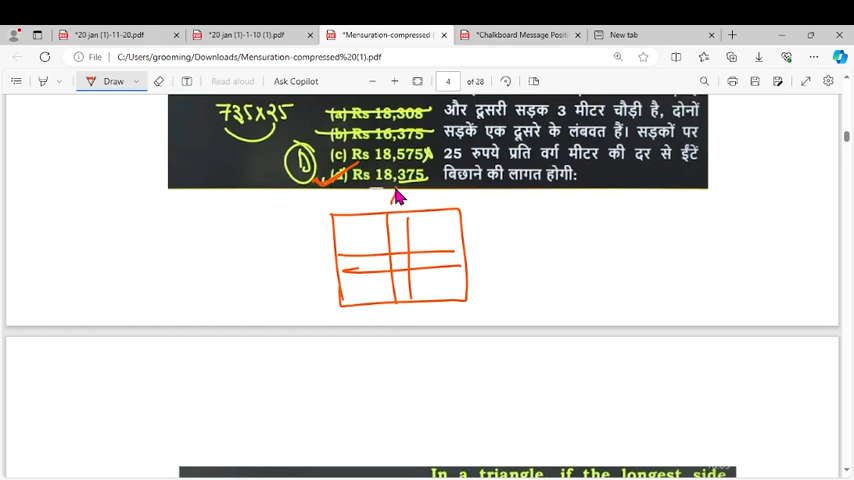 *20 jan (1)-11-20.pdf
*20 jan (1)-1-10 (1).pdf
*Mensuration-compressed
*Chalkboard Message Positi
New tab
File
C:/Users/grooming/Downloads/Mensuration-compressed%20(1).pdf
Draw
Read aloud
Ask Copilot
4
of 28
735×25
(a) Rs 18,308
(b) Rs 16,375
(c) Rs 18,575
(d) Rs 18,375
D
और दूसरी सड़क 3 मीटर चौड़ी है, दोनों
सड़कें एक दूसरे के लंबवत हैं। सड़कों पर
25 रुपये प्रति वर्ग मीटर की दर से ईंटें
बिछाने की लागत होगी:
In a triangle, if the longest side